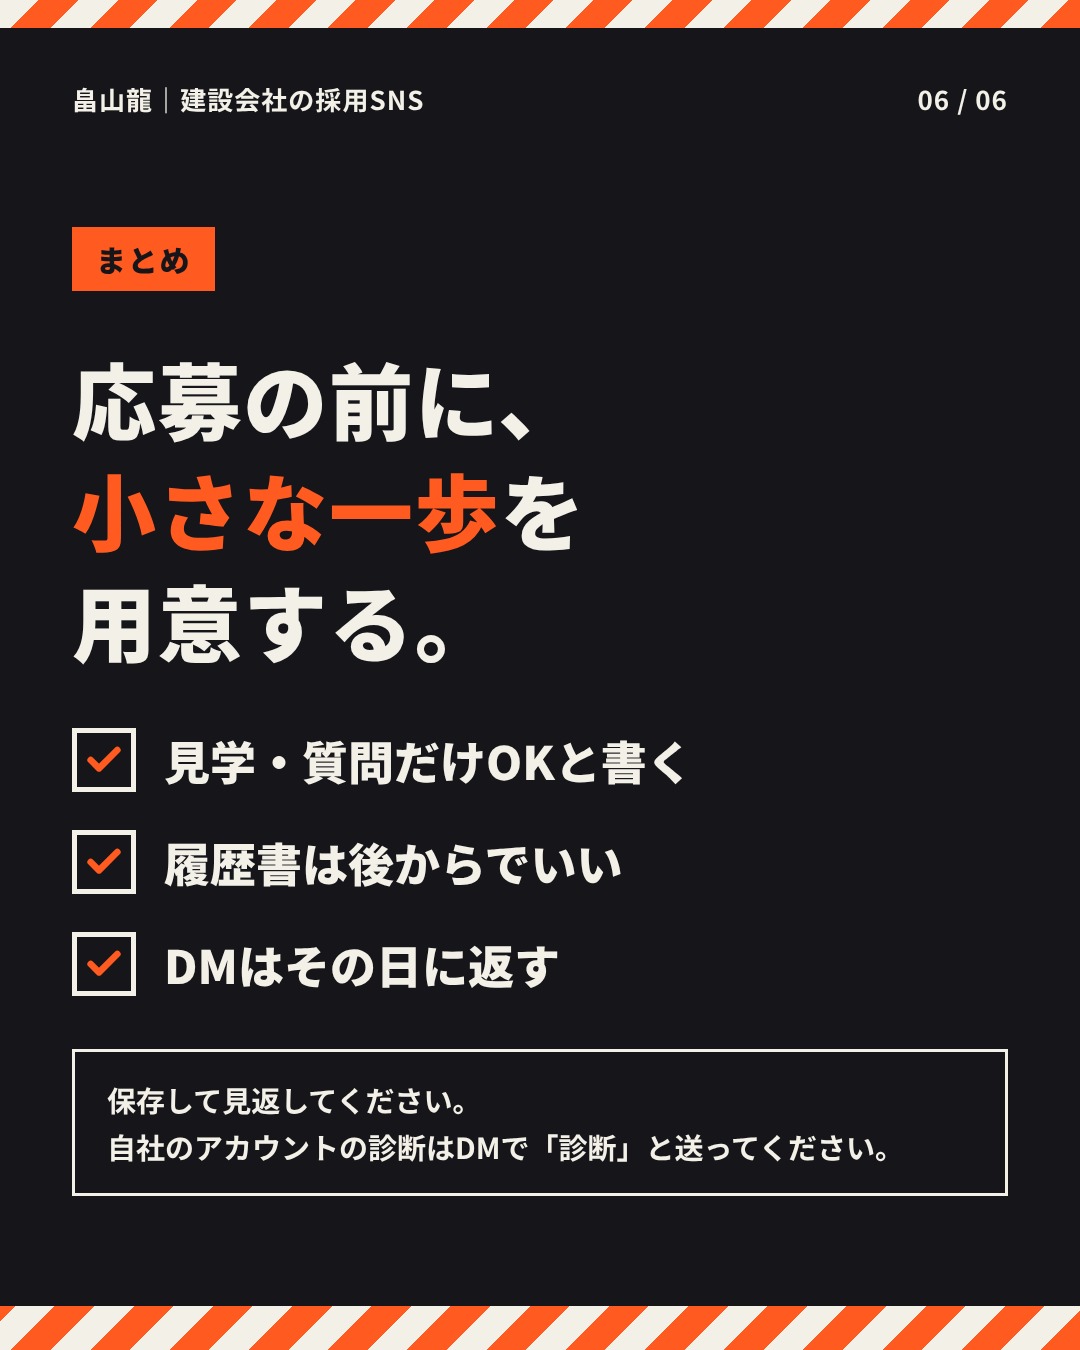 畠山龍｜建設会社の採用SNS
06 / 06
まとめ
応募の前に、
小さな一歩を
用意する。
見学・質問だけOKと書く
履歴書は後からでいい
DMはその日に返す
保存して見返してください。
自社のアカウントの診断はDMで「診断」と送ってください。